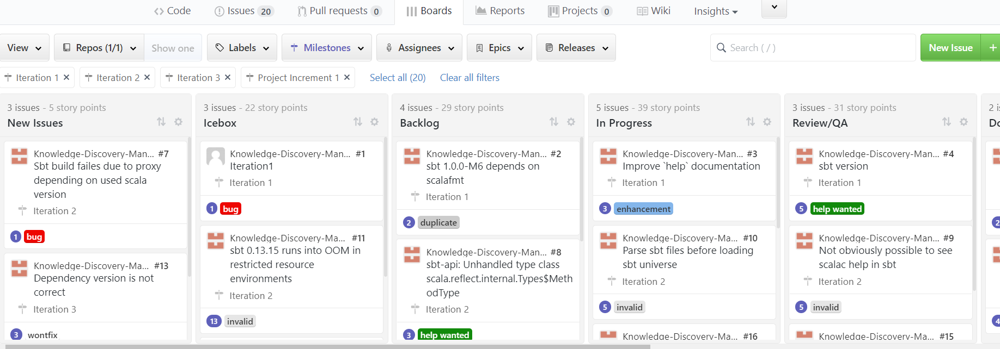 Code
Issues 20
Pull requests 0
Boards
Reports
Projects 0
Wiki
Insights
View
Repos (1/1)
Show one
Labels
Milestones
Assignees
Epics
Releases
Search ( / )
New Issue
+
Iteration 1 ×
Iteration 2 ×
Iteration 3 ×
Project Increment 1 ×
Select all (20)
Clear all filters
3 issues - 5 story points
New Issues
Knowledge-Discovery-Man... #7
Sbt build failes due to proxy
depending on used scala
version
Iteration 2
1 bug
Knowledge-Discovery-Ma... #13
Dependency version is not
correct
Iteration 3
3 wontfix
3 issues - 22 story points
Icebox
Knowledge-Discovery-Man... #1
Iteration1
Iteration 1
1 bug
Knowledge-Discovery-Ma... #11
sbt 0.13.15 runs into OOM in
restricted resource
environments
Iteration 2
13 invalid
4 issues - 29 story points
Backlog
Knowledge-Discovery-Man... #2
sbt 1.0.0-M6 depends on
scalafmt
Iteration 1
2 duplicate
Knowledge-Discovery-Man... #8
sbt-api: Unhandled type class
scala.reflect.internal.Types$Meth
odType
Iteration 2
3 help wanted
5 issues - 39 story points
In Progress
Knowledge-Discovery-Man... #3
Improve `help` documentation
Iteration 1
3 enhancement
Knowledge-Discovery-Ma... #10
Parse sbt files before loading
sbt universe
Iteration 2
5 invalid
Knowledge-Discovery-Ma... #16
3 issues - 31 story points
Review/QA
Knowledge-Discovery-Man... #4
sbt version
Iteration 1
5 help wanted
Knowledge-Discovery-Man... #9
Not obviously possible to see
scalac help in sbt
Iteration 2
5 invalid
Knowledge-Discovery-Ma... #15
2
2
4